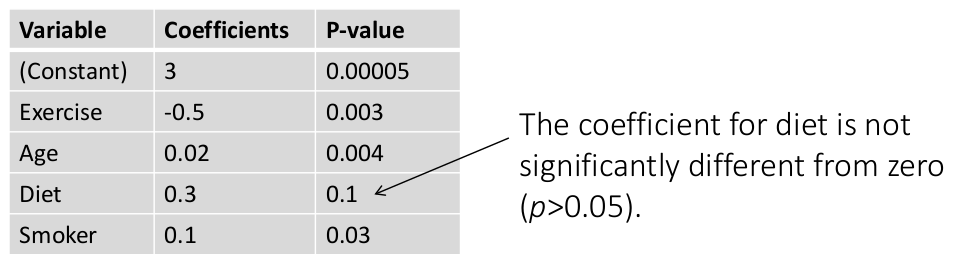 Variable Coefficients P-value
(Constant) 3 0.00005
Exercise -0.5 0.003
Age 0.02 0.004
Diet 0.3 0.1
Smoker 0.1 0.03
The coefficient for diet is not
significantly different from zero
(p>0.05).